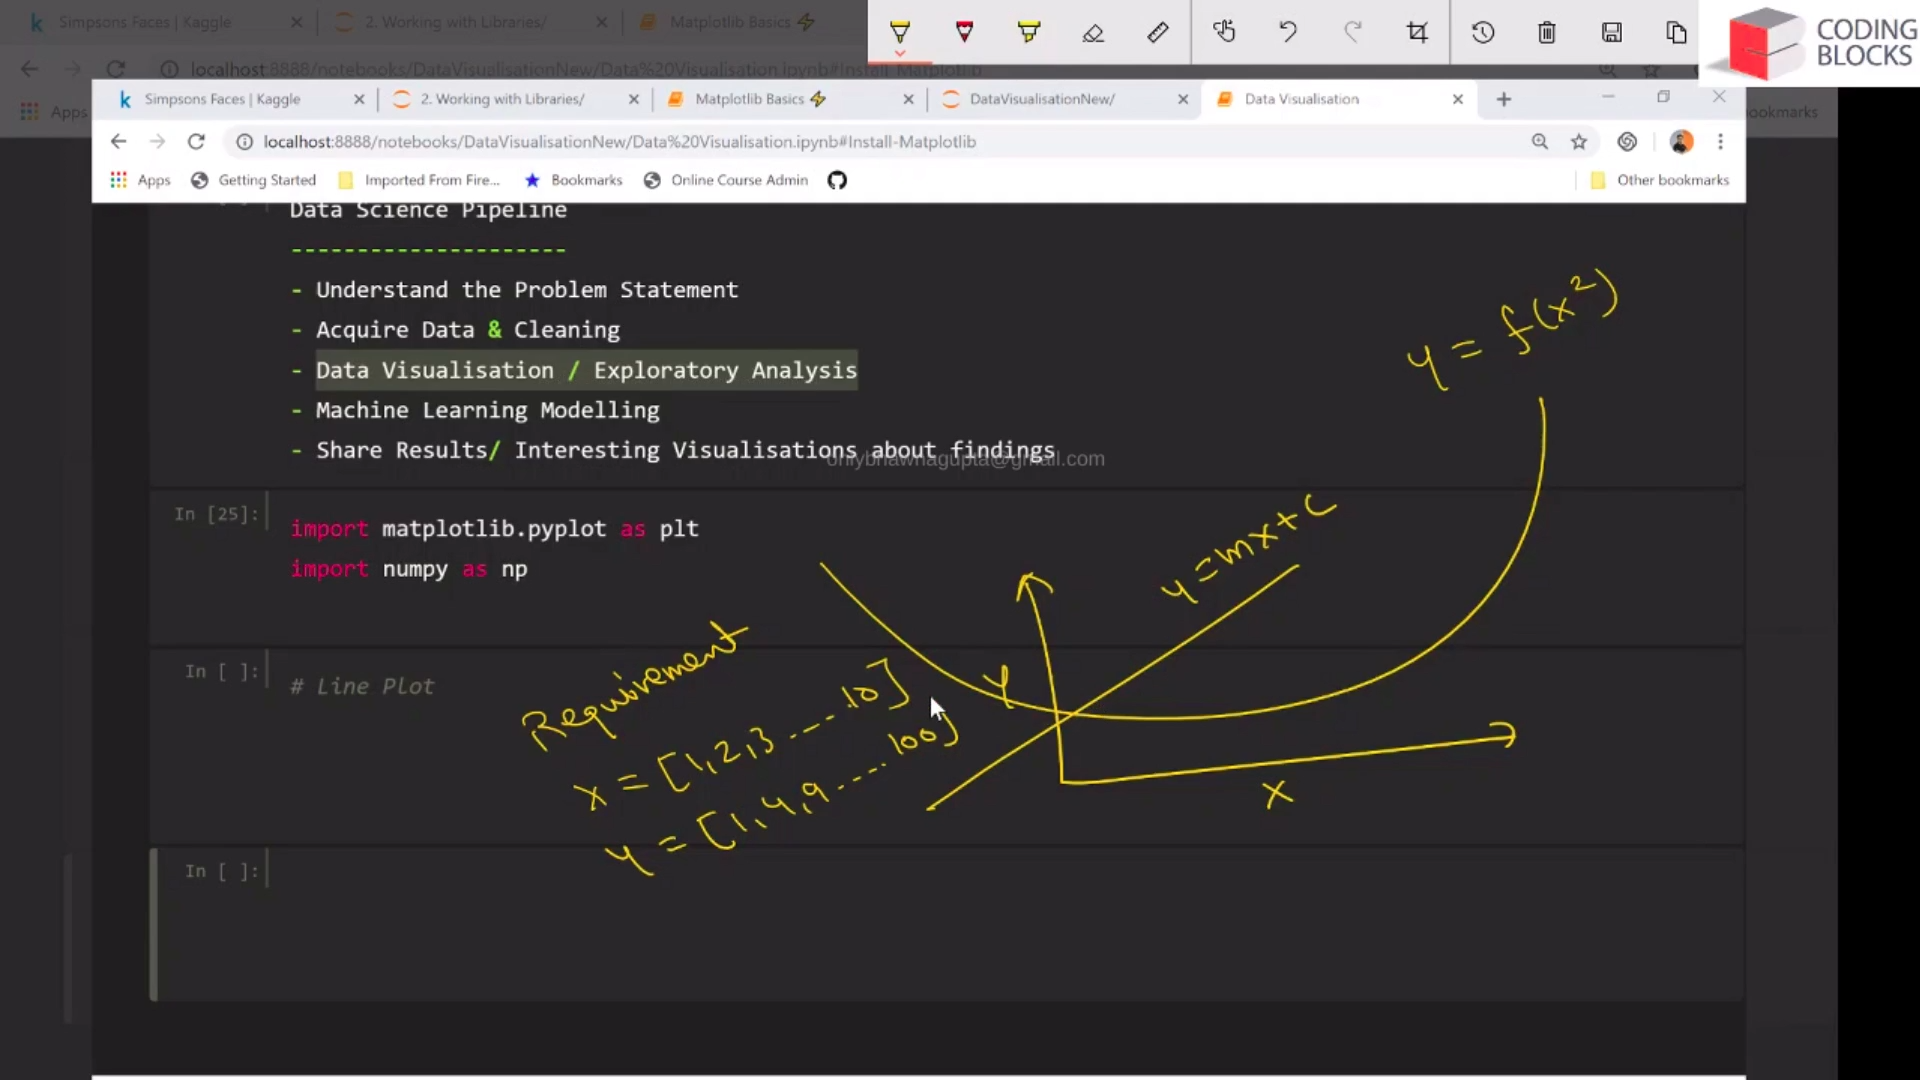 Simpsons Faces | Kaggle
2. Working with Libraries/
Matplotlib Basics ⚡
CODING
BLOCKS
localhost:8888/notebooks/DataVisualisationNew/Data%20Visualisation.ipynb#Install-Matplotlib
Simpsons Faces | Kaggle
2. Working with Libraries/
Matplotlib Basics ⚡
DataVisualisationNew/
Data Visualisation
Apps
ookmarks
localhost:8888/notebooks/DataVisualisationNew/Data%20Visualisation.ipynb#Install-Matplotlib
Apps
Getting Started
Imported From Fire...
Bookmarks
Online Course Admin
Other bookmarks
Data Science Pipeline
---------------------
- Understand the Problem Statement
- Acquire Data & Cleaning
- Data Visualisation / Exploratory Analysis
- Machine Learning Modelling
- Share Results/ Interesting Visualisations about findings
onlybhawnagupta@gmail.com
y = f(x²)
In [25]:
import matplotlib.pyplot as plt
import numpy as np
y = mx + c
In [ ]:
# Line Plot
Requirement
x = [1,2,3 --- . 10]
y = [1,4,9 --- . 100]
y
x
In [ ]: